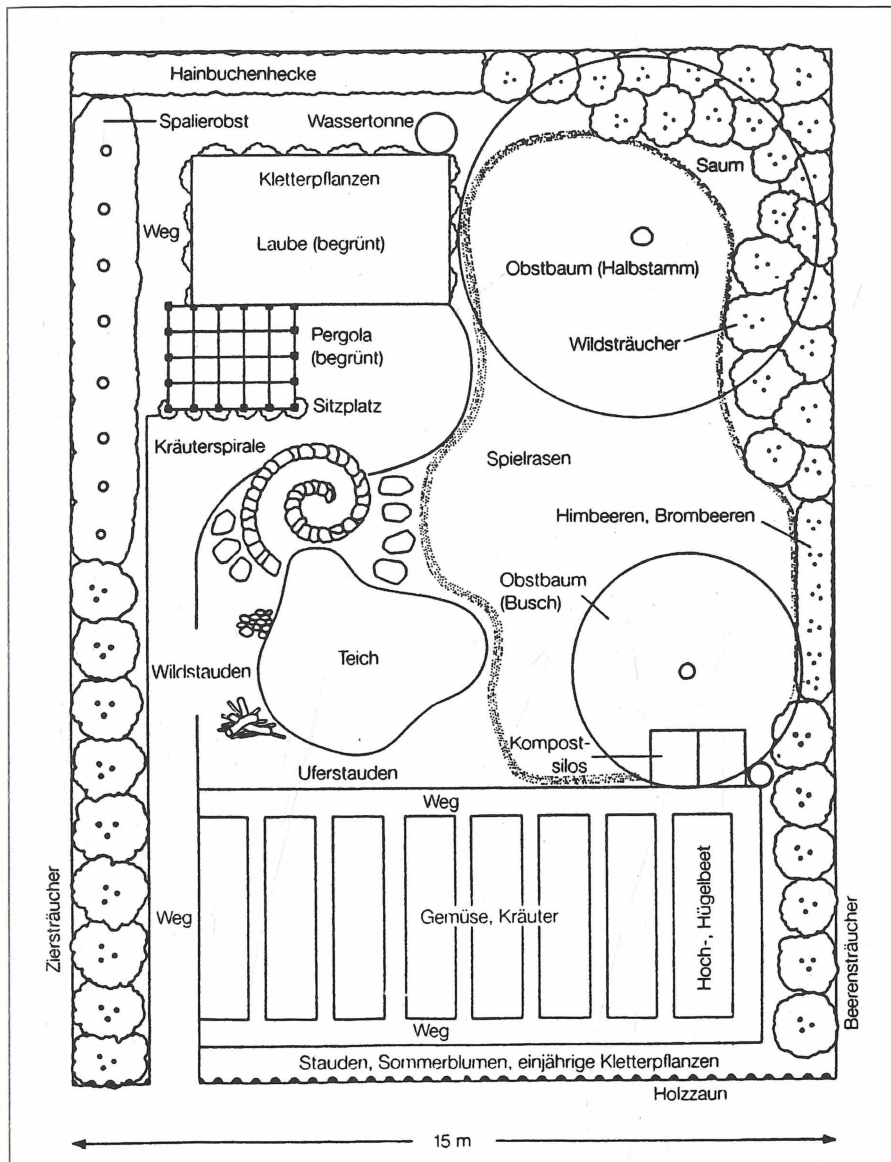 Hainbuchenhecke
Spalierobst
Wassertonne
Kletterpflanzen
Saum
Weg
Laube (begrünt)
Obstbaum (Halbstamm)
Pergola
(begrünt)
Wildsträucher
Sitzplatz
Kräuterspirale
Spielrasen
Himbeeren, Brombeeren
Obstbaum
(Busch)
Teich
Wildstauden
Kompost-
silos
Uferstauden
Weg
Ziersträucher
Weg
Gemüse, Kräuter
Hoch-, Hügelbeet
Beerensträucher
Weg
Stauden, Sommerblumen, einjährige Kletterpflanzen
Holzzaun
15 m